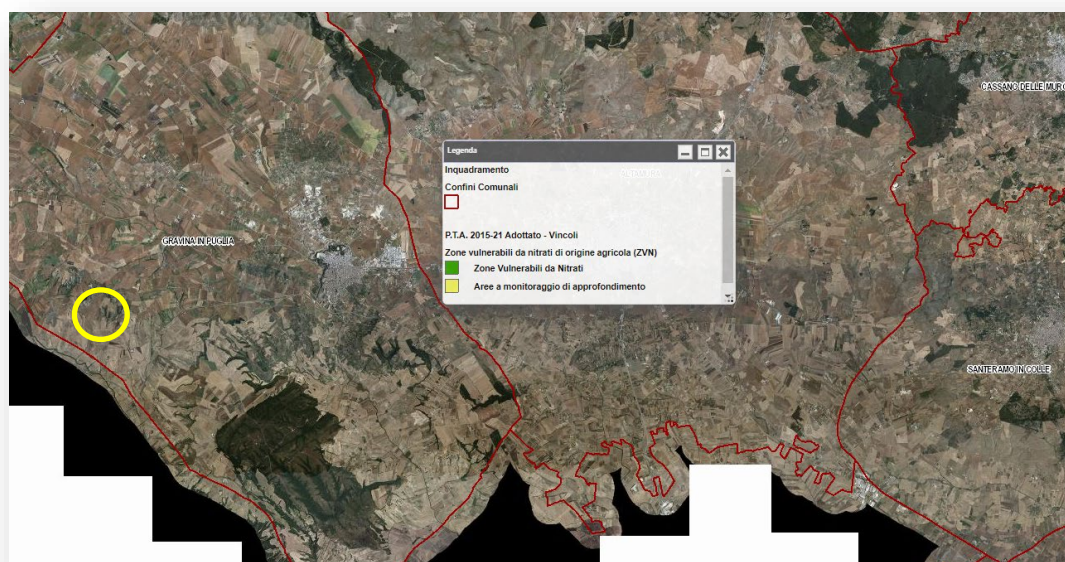 CASSANO DELLE MURG
Legenda
Inquadramento
Confini Comunali
GRAVINA IN PUGLIA
P.T.A. 2015-21 Adottato - Vincoli
Zone vulnerabili da nitrati di origine agricola (ZVN)
Zone Vulnerabili da Nitrati
Aree a monitoraggio di approfondimento
SANTERAMO IN COLLE